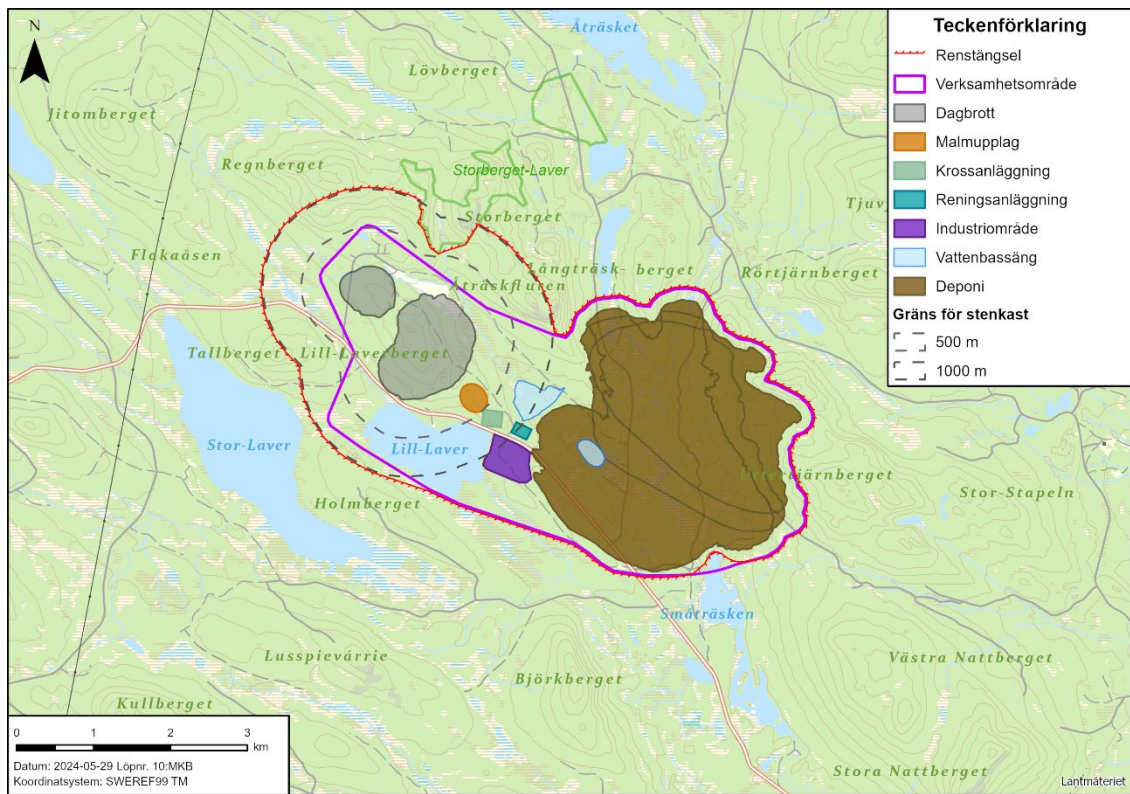 N
Åträsket
Lövberget
Jitomberget
Regnberget
Storberget-Laver
Storberget
Flakaåsen
Långträsk- berget
Åträskfluren
Rörtjärnberget
Tallberget
Lill-Laverberget
Stor-Laver
Lill-Laver
Holmberget
Uttertjärnberget
Stor-Stapeln
Småträsken
Lusspievárrie
Björkberget
Västra Nattberget
Kullberget
Stora Nattberget
Teckenförklaring
Renstängsel
Verksamhetsområde
Dagbrott
Malmupplag
Krossanläggning
Reningsanläggning
Industriområde
Vattenbassäng
Deponi
Gräns för stenkast
500 m
1000 m
0 1 2 3
km
Datum: 2024-05-29 Löpnr. 10:MKB
Koordinatsystem: SWEREF99 TM
Lantmäteriet